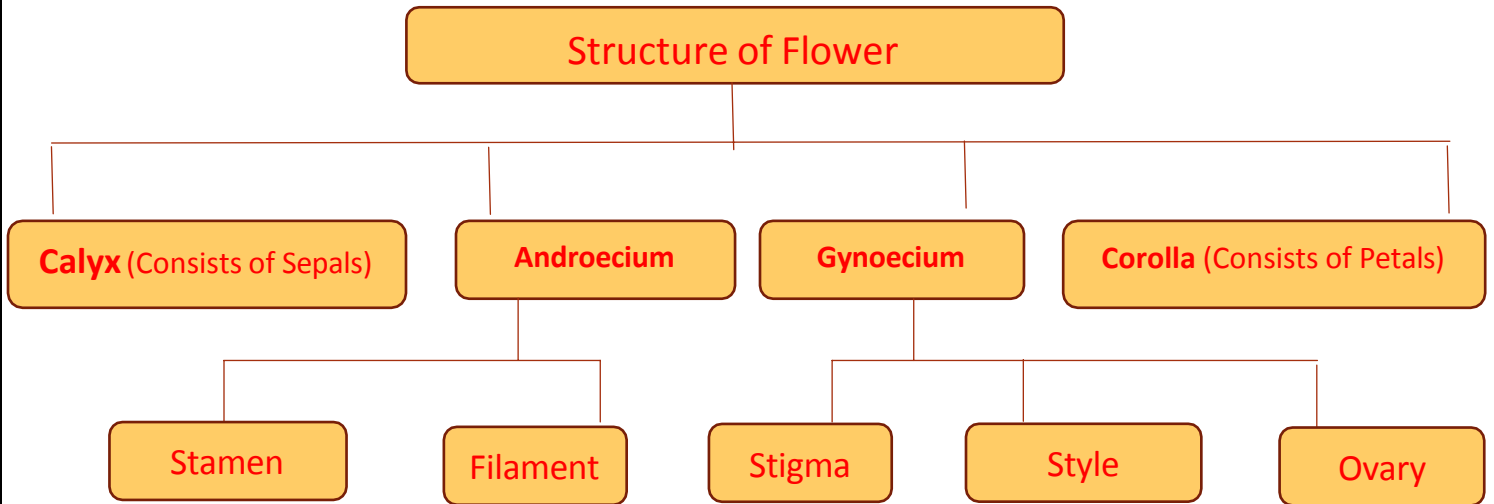 Structure of Flower
Calyx (Consists of Sepals)
Androecium
Gynoecium
Corolla (Consists of Petals)
Stamen
Filament
Stigma
Style
Ovary